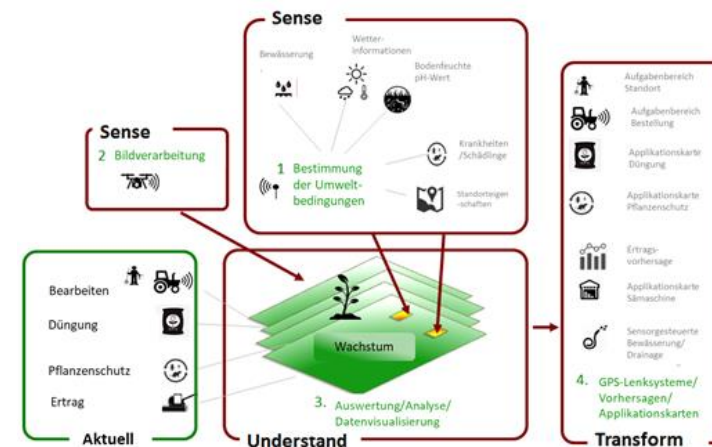 Sense
Bewässerung
Wetter-
informationen
Bodenfeuchte
pH-Wert
1 Bestimmung
der Umwelt-
bedingungen
Krankheiten
/Schädlinge
Standorteigen
-schaften
Sense
2 Bildverarbeitung
Aktuell
Bearbeiten
Düngung
Pflanzenschutz
Ertrag
Understand
Wachstum
3. Auswertung/Analyse/
Datenvisualisierung
Transform
Aufgabenbereich
Standort
Aufgabenbereich
Bestellung
Applikationskarte
Düngung
Applikationskarte
Pflanzenschutz
Ertrags-
vorhersage
Applikationskarte
Sämaschine
Sensorgesteuerte
Bewässerung/
Drainage
4. GPS-Lenksysteme/
Vorhersagen/
Applikationskarten